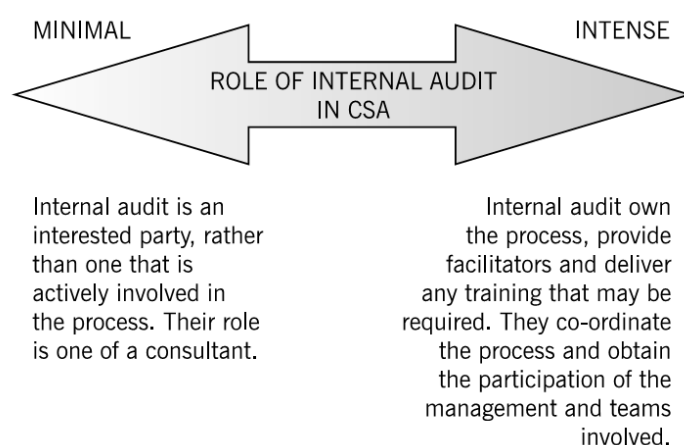 MINIMAL
INTENSE
ROLE OF INTERNAL AUDIT
IN CSA
Internal audit is an
interested party, rather
than one that is
actively involved in
the process. Their role
is one of a consultant.
Internal audit own
the process, provide
facilitators and deliver
any training that may be
required. They co-ordinate
the process and obtain
the participation of the
management and teams
involved.